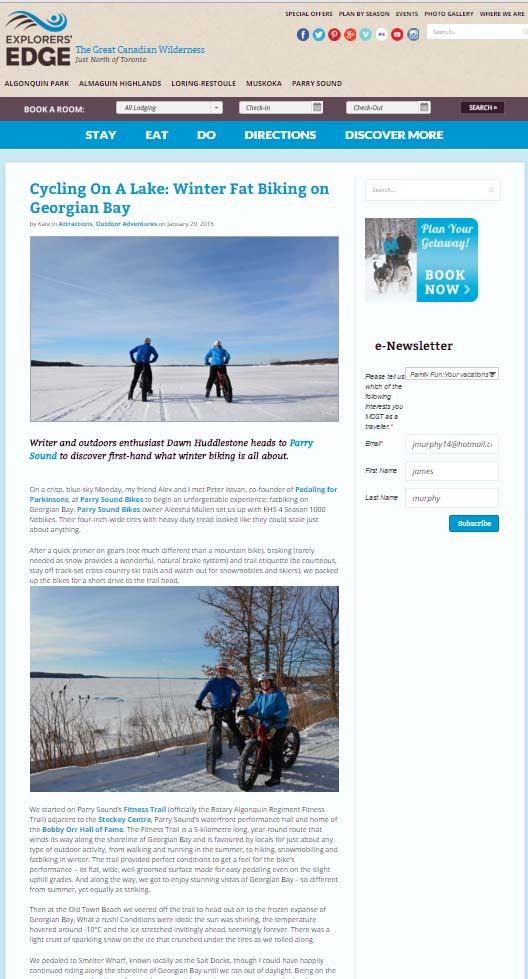 SPECIAL OFFERS PLAN BY SEASON EVENTS PHOTO GALLERY WHERE WE ARE
EXPLORERS'
EDGE
The Great Canadian Wilderness
Just North of Toronto
Search...
ALGONQUIN PARK ALMAGUIN HIGHLANDS LORING-RESTOULE MUSKOKA PARRY SOUND
BOOK A ROOM: All Lodging Check-In Check-Out SEARCH »
STAY EAT DO DIRECTIONS DISCOVER MORE
Cycling On A Lake: Winter Fat Biking on
Georgian Bay
by Kate in Attractions, Outdoor Adventures on January 29, 2015
Writer and outdoors enthusiast Dawn Huddlestone heads to Parry
Sound to discover first-hand what winter biking is all about.
On a crisp, blue-sky Monday, my friend Alex and I met Peter Istvan, co-founder of Pedaling for
Parkinsons, at Parry Sound Bikes to begin an unforgettable experience: fatbiking on
Georgian Bay. Parry Sound Bikes owner Aleesha Mullen set us up with KHS 4 Season 1000
fatbikes. Their four-inch-wide tires with heavy-duty tread looked like they could scale just
about anything.
After a quick primer on gears (not much different than a mountain bike), braking (rarely
needed as snow provides a wonderful, natural brake system) and trail etiquette (be courteous,
stay off track-set cross-country ski trails and watch out for snowmobiles and skiers), we packed
up the bikes for a short drive to the trail head.
We started on Parry Sound's Fitness Trail (officially the Rotary Algonquin Regiment Fitness
Trail) adjacent to the Stockey Centre, Parry Sound's waterfront performance hall and home of
the Bobby Orr Hall of Fame. The Fitness Trail is a 5-kilometre long, year-round route that
winds its way along the shoreline of Georgian Bay and is favoured by locals for just about any
type of outdoor activity, from walking and running in the summer, to hiking, snowmobiling and
fatbiking in winter. The trail provided perfect conditions to get a feel for the bike's
performance – its flat, wide, well-groomed surface made for easy pedaling even on the slight
uphill grades. And along the way, we got to enjoy stunning vistas of Georgian Bay – so different
from summer, yet equally as striking.
Then at the Old Town Beach we veered off the trail to head out on to the frozen expanse of
Georgian Bay. What a rush! Conditions were ideal: the sun was shining, the temperature
hovered around -10°C and the ice stretched invitingly ahead, seemingly forever. There was a
light crust of sparkling snow on the ice that crunched under the tires as we rolled along.
We pedaled to Smelter Wharf, known locally as the Salt Docks, though I could have happily
continued riding along the shoreline of Georgian Bay until we ran out of daylight. Being on the
Search...
Plan Your
Getaway!
BOOK
NOW >
e-Newsletter
Please tell us
which of the
following
interests you
MOST as a
traveller.*
Family Fun: Your vacations
Email* jmurphy14@hotmail.c
First Name james
Last Name murphy
Subscribe